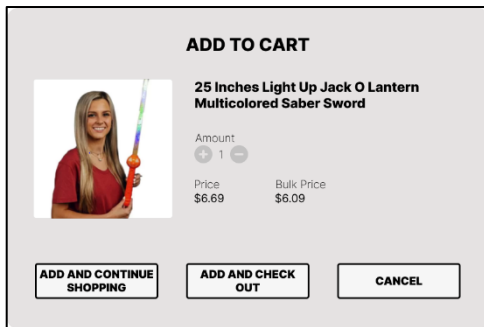 ADD TO CART
25 Inches Light Up Jack O Lantern
Multicolored Saber Sword
Amount
+ 1 −
Price
$6.69
Bulk Price
$6.09
ADD AND CONTINUE
SHOPPING
ADD AND CHECK
OUT
CANCEL